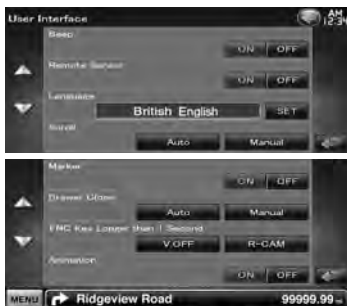 User Interface
AM
12:34
Beep
ON OFF
Remote Sensor
ON OFF
Language
British English SET
Scroll
Auto Manual
Marker
ON OFF
Drawer Close
Auto Manual
FNC Key Longer than 1 Second
V.OFF R-CAM
Animation
ON OFF
MENU Ridgeview Road 99999.99